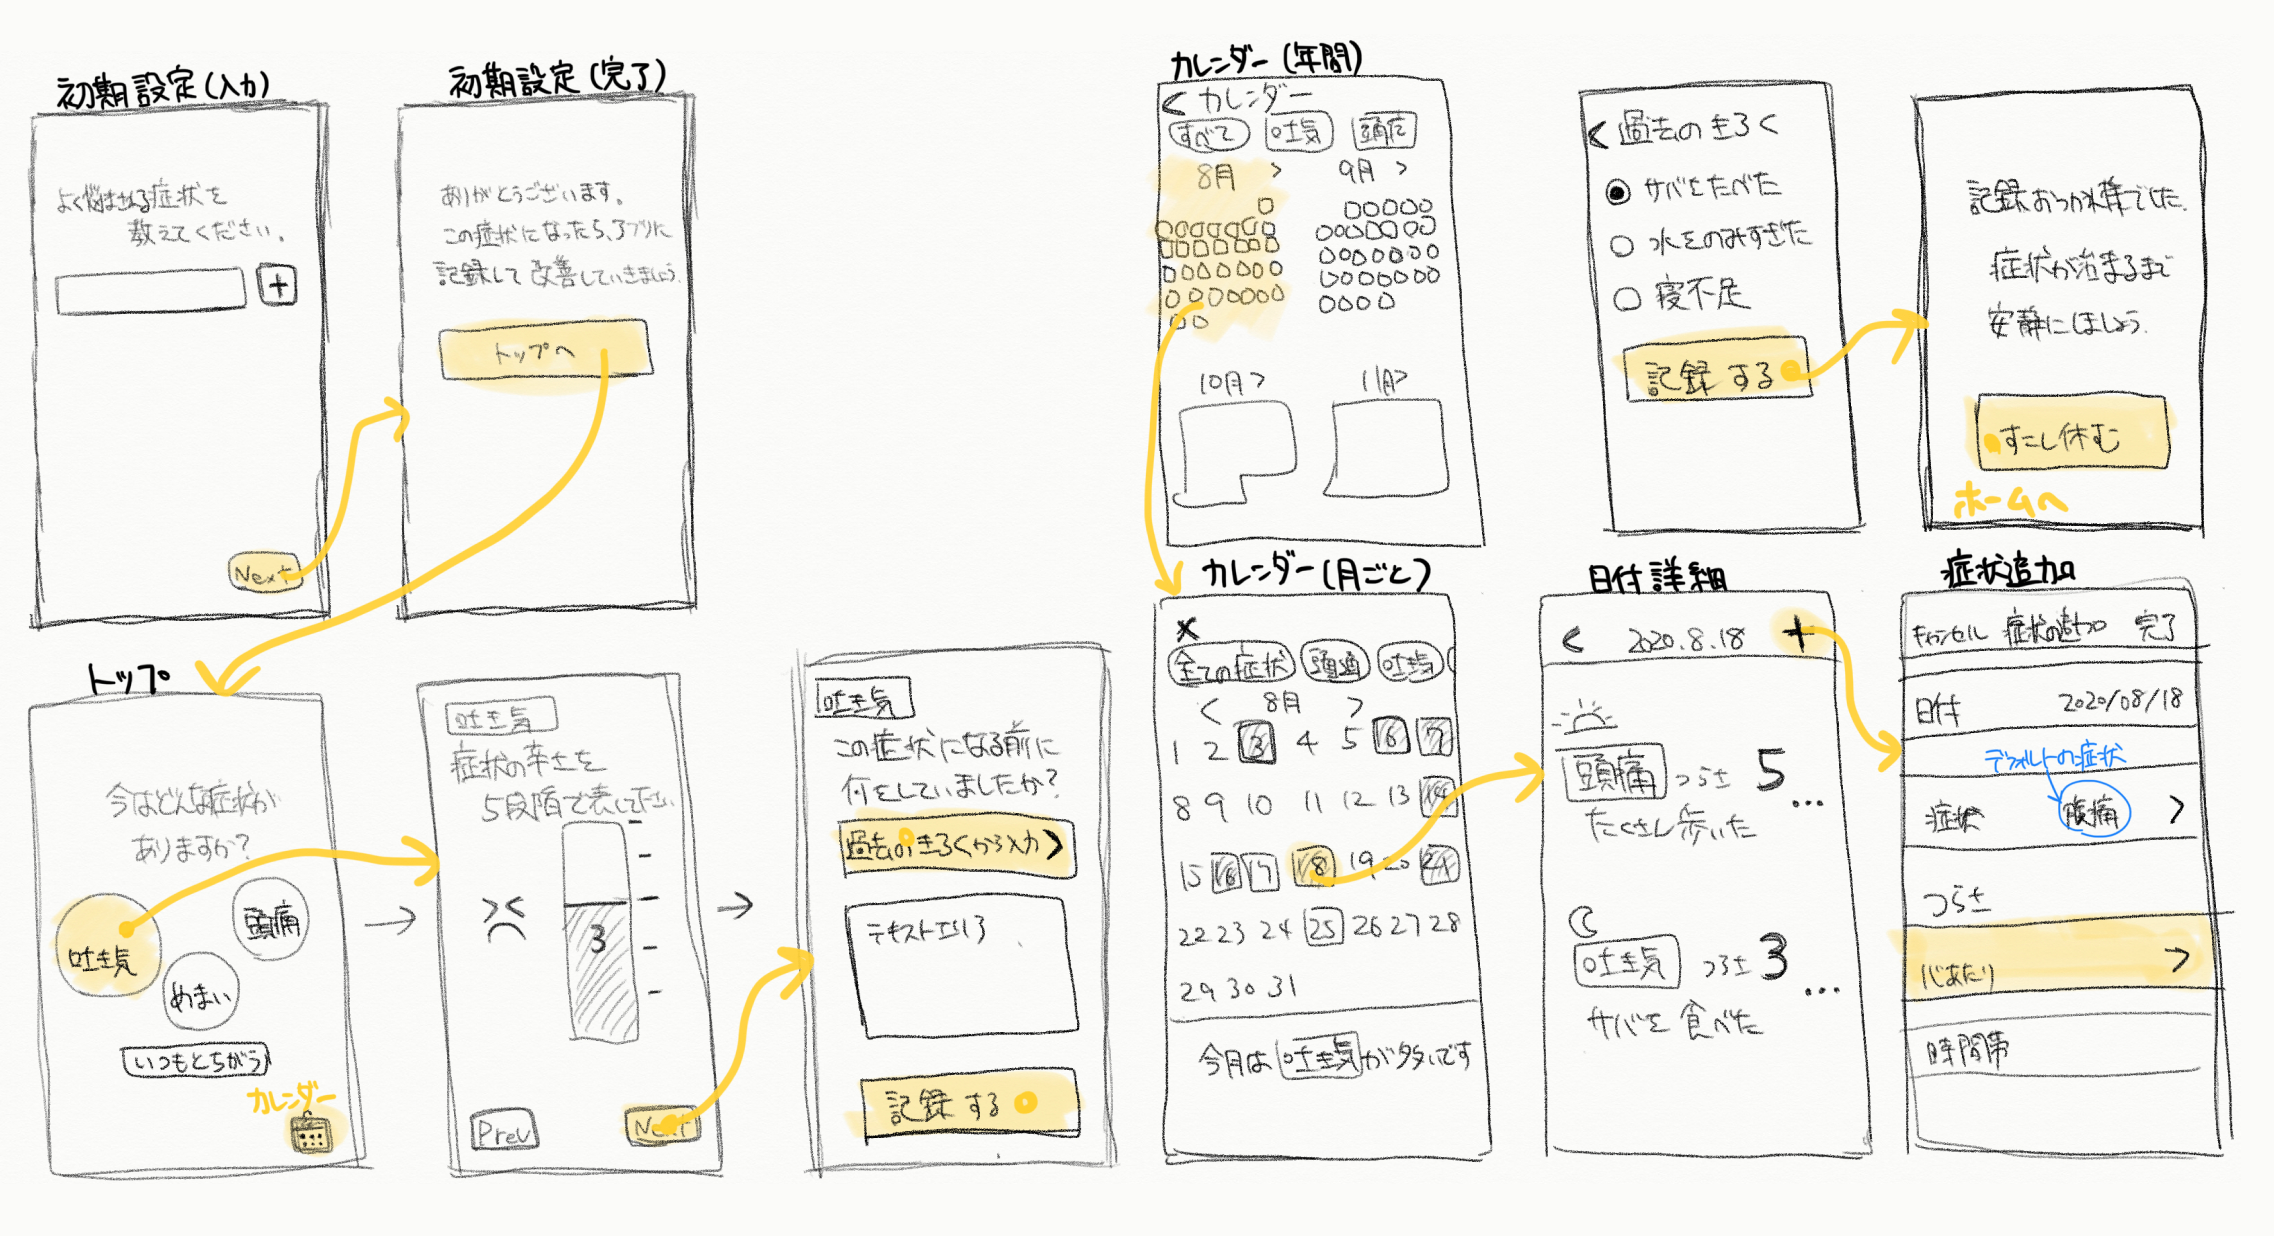 初期設定(入力)
よく悩まされる症状を
教えてください。
+
Next
初期設定(完了)
ありがとうございます。
この症状になったら、アプリに
記録して改善していきましょう。
トップへ
トップ
今はどんな症状が
ありますか?
吐き気
頭痛
めまい
いつもとちがう
カレンダー
吐き気
症状の辛さを
5段階で表してください
3
Prev
Next
吐き気
この症状になる前に
何をしていましたか?
過去のきろくから入力 >
テキストエリア
記録する
カレンダー(年間)
< カレンダー
すべて 吐気 頭痛
8月 > 9月 >
10月> 11月>
カレンダー(月ごと)
×
全ての症状 頭痛 吐き気
< 8月 >
1 2 3 4 5 6 7
8 9 10 11 12 13 14
15 16 17 18 19 20 21
22 23 24 25 26 27 28
29 30 31
今月は吐き気が多いです
< 過去のきろく
サバをたべた
水をのみすぎた
寝不足
記録する
記録おつかれ様でした。
症状が治まるまで
安静にしましょう。
すこし休む
ホームへ
日付詳細
< 2020.8.18 +
頭痛 つらさ 5 ...
たくさん歩いた
吐き気 つらさ 3 ...
サバを食べた
症状追加
キャンセル 症状の追加 完了
日付 2020/08/18
デフォルトの症状
症状 腹痛 >
つらさ
心あたり >
時間帯